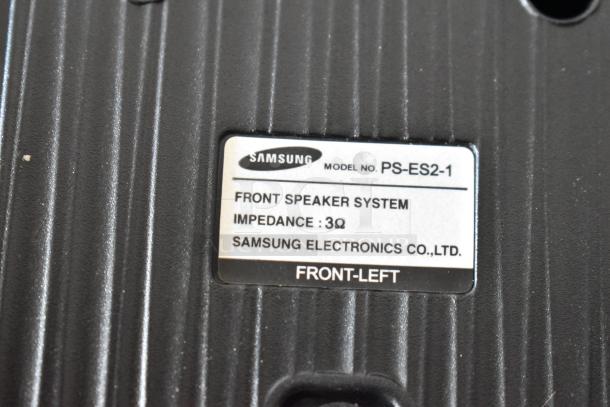 SAMSUNG MODEL NO. PS-ES2-1
FRONT SPEAKER SYSTEM
IMPEDANCE : 3Ω
SAMSUNG ELECTRONICS CO.,LTD.
FRONT-LEFT